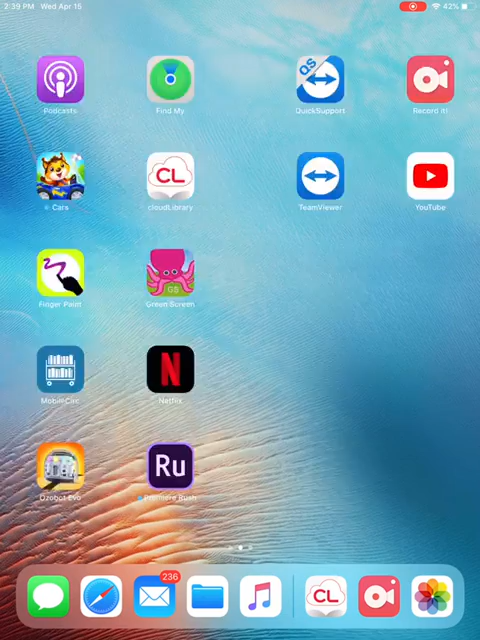 2:39 PM Wed Apr 15
42%
Podcasts
Find My
QS
QuickSupport
Record it!
Cars
CL
cloudLibrary
TeamViewer
YouTube
Finger Paint
GS
Green Screen
MobileCirc
N
Netflix
Ozobot Evo
Ru
Premiere Rush
236
CL